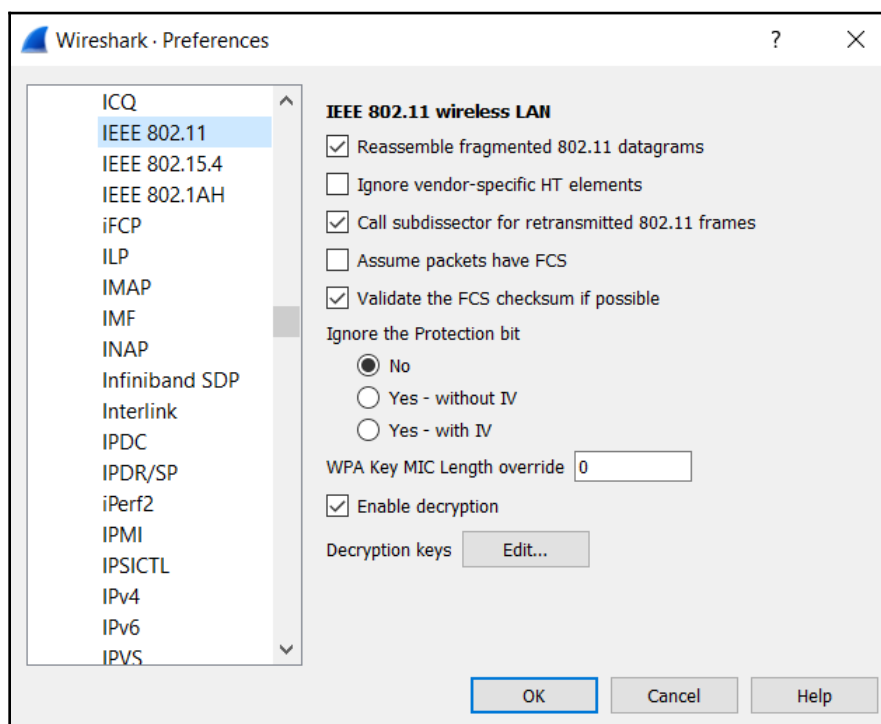 Wireshark · Preferences
?
ICQ
IEEE 802.11
IEEE 802.15.4
IEEE 802.1AH
iFCP
ILP
IMAP
IMF
INAP
Infiniband SDP
Interlink
IPDC
IPDR/SP
iPerf2
IPMI
IPSICTL
IPv4
IPv6
IPVS
IEEE 802.11 wireless LAN
Reassemble fragmented 802.11 datagrams
Ignore vendor-specific HT elements
Call subdissector for retransmitted 802.11 frames
Assume packets have FCS
Validate the FCS checksum if possible
Ignore the Protection bit
No
Yes - without IV
Yes - with IV
WPA Key MIC Length override 0
Enable decryption
Decryption keys Edit...
OK Cancel Help